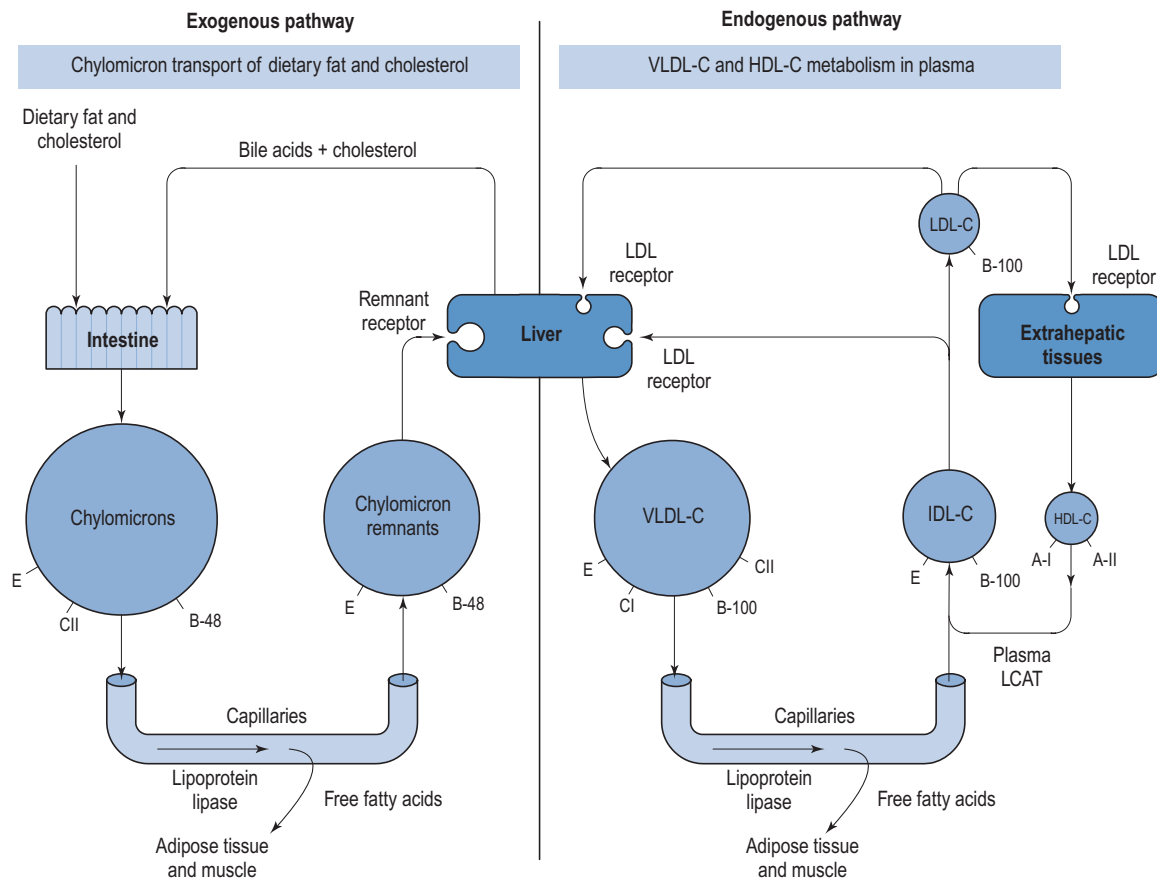 Exogenous pathway
Chylomicron transport of dietary fat and cholesterol
Dietary fat and
cholesterol
Bile acids + cholesterol
Intestine
Remnant
receptor
Chylomicrons
E
CII
B-48
Chylomicron
remnants
E
B-48
Capillaries
Lipoprotein
lipase
Free fatty acids
Adipose tissue
and muscle
Endogenous pathway
VLDL-C and HDL-C metabolism in plasma
LDL-C
B-100
LDL
receptor
LDL
receptor
Liver
LDL
receptor
Extrahepatic
tissues
VLDL-C
E
CI
B-100
CII
IDL-C
E
B-100
HDL-C
A-I
A-II
Plasma
LCAT
Capillaries
Lipoprotein
lipase
Free fatty acids
Adipose tissue
and muscle